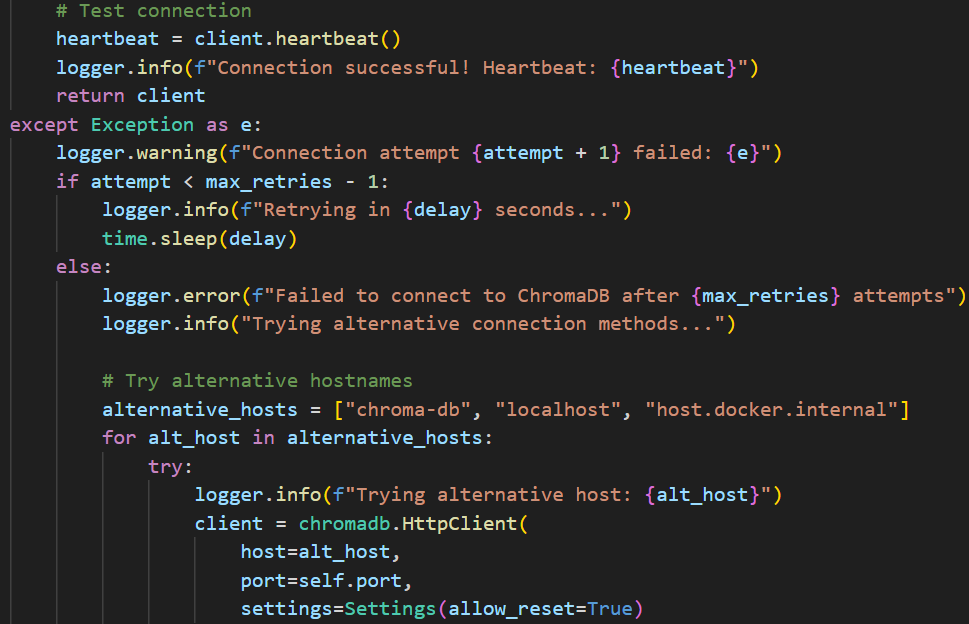 # Test connection
heartbeat = client.heartbeat()
logger.info(f"Connection successful! Heartbeat: {heartbeat}")
return client
except Exception as e:
logger.warning(f"Connection attempt {attempt + 1} failed: {e}")
if attempt < max_retries - 1:
logger.info(f"Retrying in {delay} seconds...")
time.sleep(delay)
else:
logger.error(f"Failed to connect to ChromaDB after {max_retries} attempts")
logger.info("Trying alternative connection methods...")
# Try alternative hostnames
alternative_hosts = ["chroma-db", "localhost", "host.docker.internal"]
for alt_host in alternative_hosts:
try:
logger.info(f"Trying alternative host: {alt_host}")
client = chromadb.HttpClient(
host=alt_host,
port=self.port,
settings=Settings(allow_reset=True)